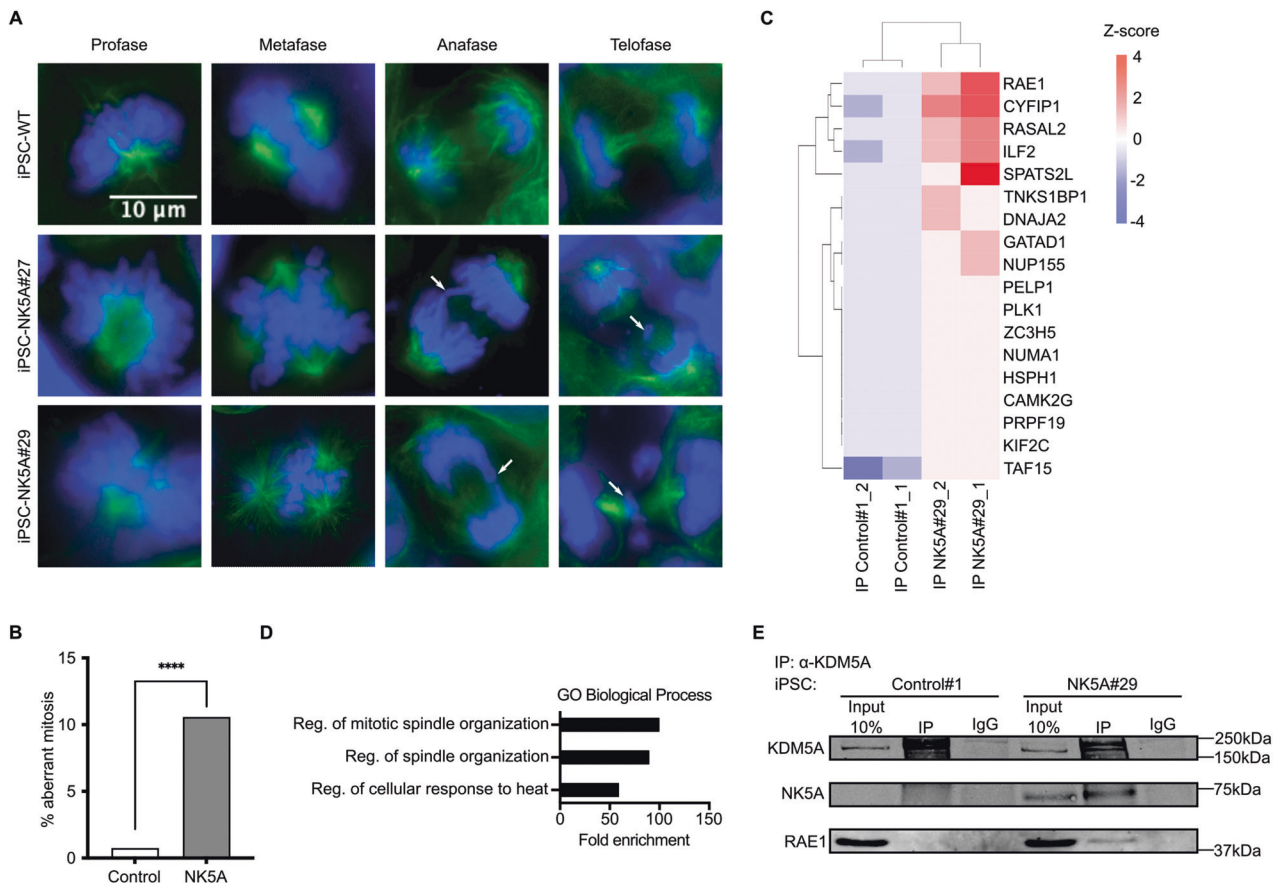 A
Profase Metafase Anafase Telofase
iPSC-WT
10 µm
iPSC-NK5A#27
iPSC-NK5A#29
B
% aberrant mitosis
15
10
5
0
****
Control NK5A
C
Z-score
4
2
0
-2
-4
RAE1
CYFIP1
RASAL2
ILF2
SPATS2L
TNKS1BP1
DNAJA2
GATAD1
NUP155
PELP1
PLK1
ZC3H5
NUMA1
HSPH1
CAMK2G
PRPF19
KIF2C
TAF15
IP Control#1_2
IP Control#1_1
IP NK5A#29_2
IP NK5A#29_1
D
GO Biological Process
Reg. of mitotic spindle organization
Reg. of spindle organization
Reg. of cellular response to heat
0 50 100 150
Fold enrichment
E
IP: α-KDM5A
iPSC: Control#1 NK5A#29
Input Input
10% IP IgG 10% IP IgG
KDM5A 250kDa
150kDa
NK5A 75kDa
RAE1 37kDa